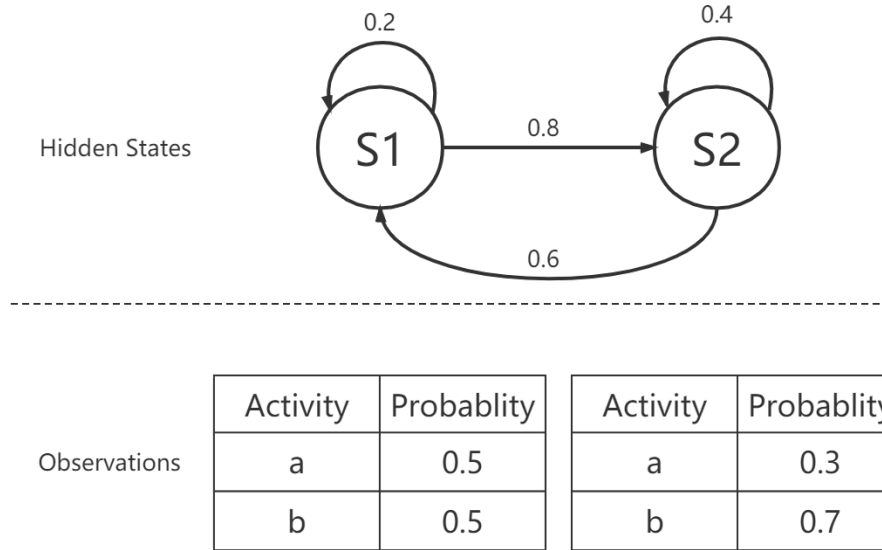 0.2
0.4
Hidden States
S1
0.8
S2
0.6
Activity Probablity Activity Probablity
Observations
a 0.5 a 0.3
b 0.5 b 0.7